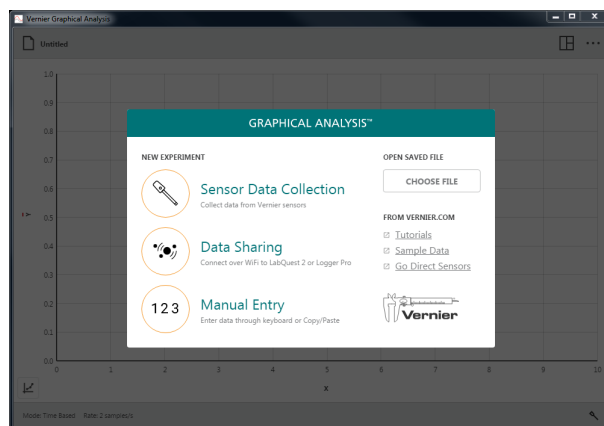 Vernier Graphical Analysis
Untitled
GRAPHICAL ANALYSIS™
NEW EXPERIMENT
Sensor Data Collection
Collect data from Vernier sensors
Data Sharing
Connect over WiFi to LabQuest 2 or Logger Pro
123
Manual Entry
Enter data through keyboard or Copy/Paste
OPEN SAVED FILE
CHOOSE FILE
FROM VERNIER.COM
Tutorials
Sample Data
Go Direct Sensors
Vernier
1.0
0.9
0.8
0.7
0.6
0.5
0.4
0.3
0.2
0.1
0.0
Y
0 1 2 3 4 5 6 7 8 9 10
X
Mode: Time Based Rate: 2 samples/s